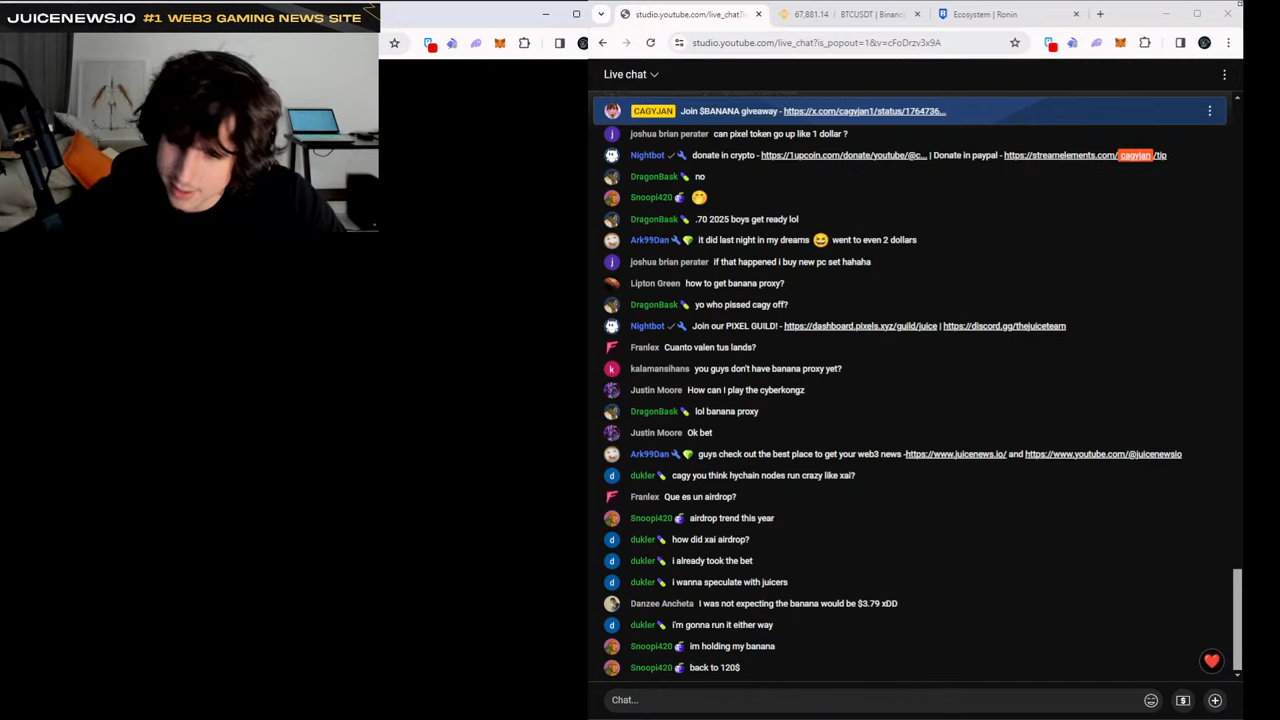 JUICENEWS.IO #1 WEB3 GAMING NEWS SITE
studio.youtube.com/live_chat?i
67,881.14 | BTCUSDT | Binanc
Ecosystem | Ronin
studio.youtube.com/live_chat?is_popout=1&v=cFoDrzv3x9A
Live chat
CAGYJAN Join $BANANA giveaway - https://x.com/cagyjan1/status/1764736...
joshua brian perater can pixel token go up like 1 dollar ?
Nightbot donate in crypto - https://1upcoin.com/donate/youtube/@c... | Donate in paypal - https://streamelements.com/cagyjan/tip
DragonBask no
Snoopi420 🤭
DragonBask .70 2025 boys get ready lol
Ark99Dan it did last night in my dreams 😆 went to even 2 dollars
joshua brian perater if that happened i buy new pc set hahaha
Lipton Green how to get banana proxy?
DragonBask yo who pissed cagy off?
Nightbot Join our PIXEL GUILD! - https://dashboard.pixels.xyz/guild/juice | https://discord.gg/thejuiceteam
Franlex Cuanto valen tus lands?
kalamansihans you guys don't have banana proxy yet?
Justin Moore How can I play the cyberkongz
DragonBask lol banana proxy
Justin Moore Ok bet
Ark99Dan guys check out the best place to get your web3 news -https://www.juicenews.io/ and https://www.youtube.com/@juicenewsio
dukler cagy you think hychain nodes run crazy like xai?
Franlex Que es un airdrop?
Snoopi420 airdrop trend this year
dukler how did xai airdrop?
dukler i already took the bet
dukler i wanna speculate with juicers
Danzee Ancheta I was not expecting the banana would be $3.79 xDD
dukler i'm gonna run it either way
Snoopi420 im holding my banana
Snoopi420 back to 120$
Chat...